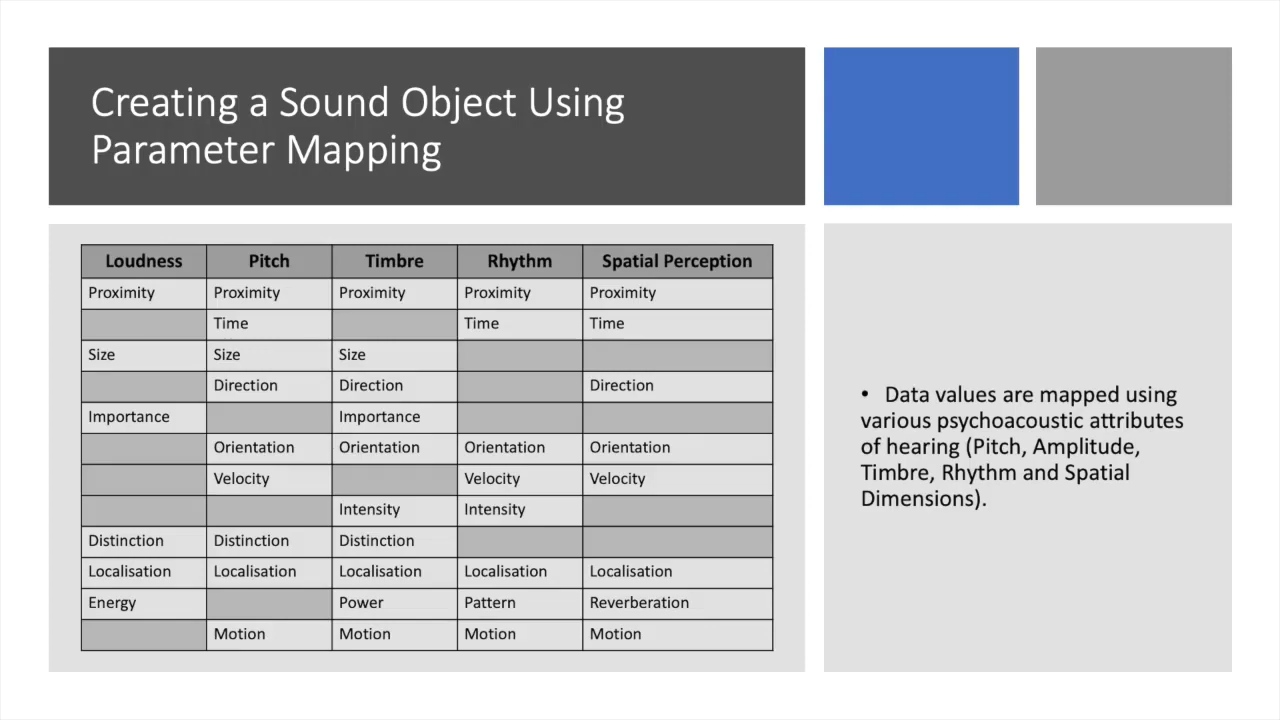 Creating a Sound Object Using
Parameter Mapping
Loudness Pitch Timbre Rhythm Spatial Perception
Proximity Proximity Proximity Proximity Proximity
Time Time Time
Size Size Size
Direction Direction Direction
Importance Importance
Orientation Orientation Orientation Orientation
Velocity Velocity Velocity
Intensity Intensity
Distinction Distinction Distinction
Localisation Localisation Localisation Localisation Localisation
Energy Power Pattern Reverberation
Motion Motion Motion Motion
• Data values are mapped using
various psychoacoustic attributes
of hearing (Pitch, Amplitude,
Timbre, Rhythm and Spatial
Dimensions).